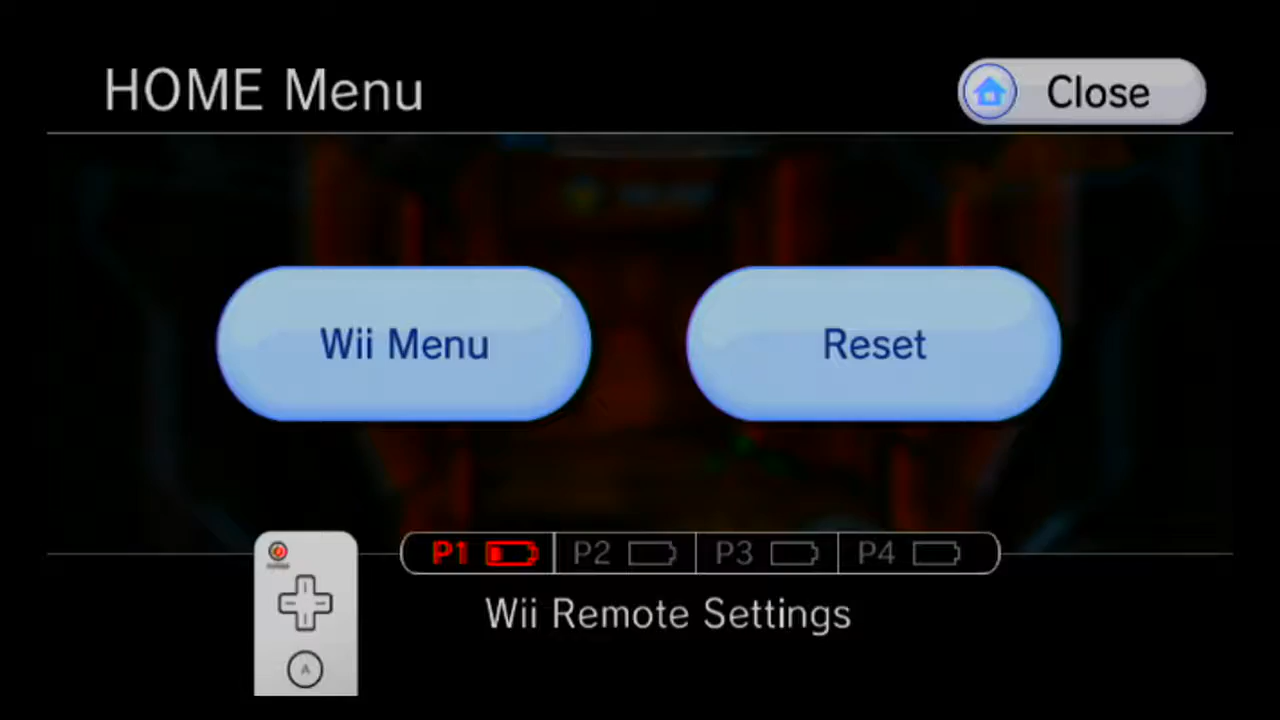 HOME Menu
Close
Wii Menu
Reset
P1
P2
P3
P4
Wii Remote Settings
A